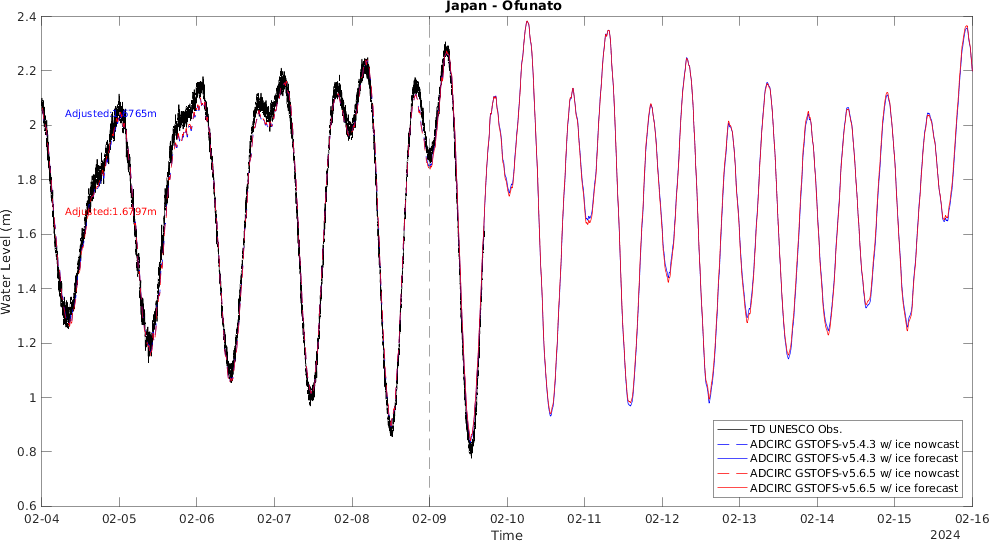 Japan - Ofunato
2.4
2.2
2
1.8
1.6
1.4
1.2
1
0.8
0.6
Water Level (m)
Adjusted:1.6797m
TD UNESCO Obs.
ADCIRC GSTOFS-v5.4.3 w/ ice nowcast
ADCIRC GSTOFS-v5.4.3 w/ ice forecast
ADCIRC GSTOFS-v5.6.5 w/ ice nowcast
ADCIRC GSTOFS-v5.6.5 w/ ice forecast
02-04 02-05 02-06 02-07 02-08 02-09 02-10 02-11 02-12 02-13 02-14 02-15 02-16
Time
2024